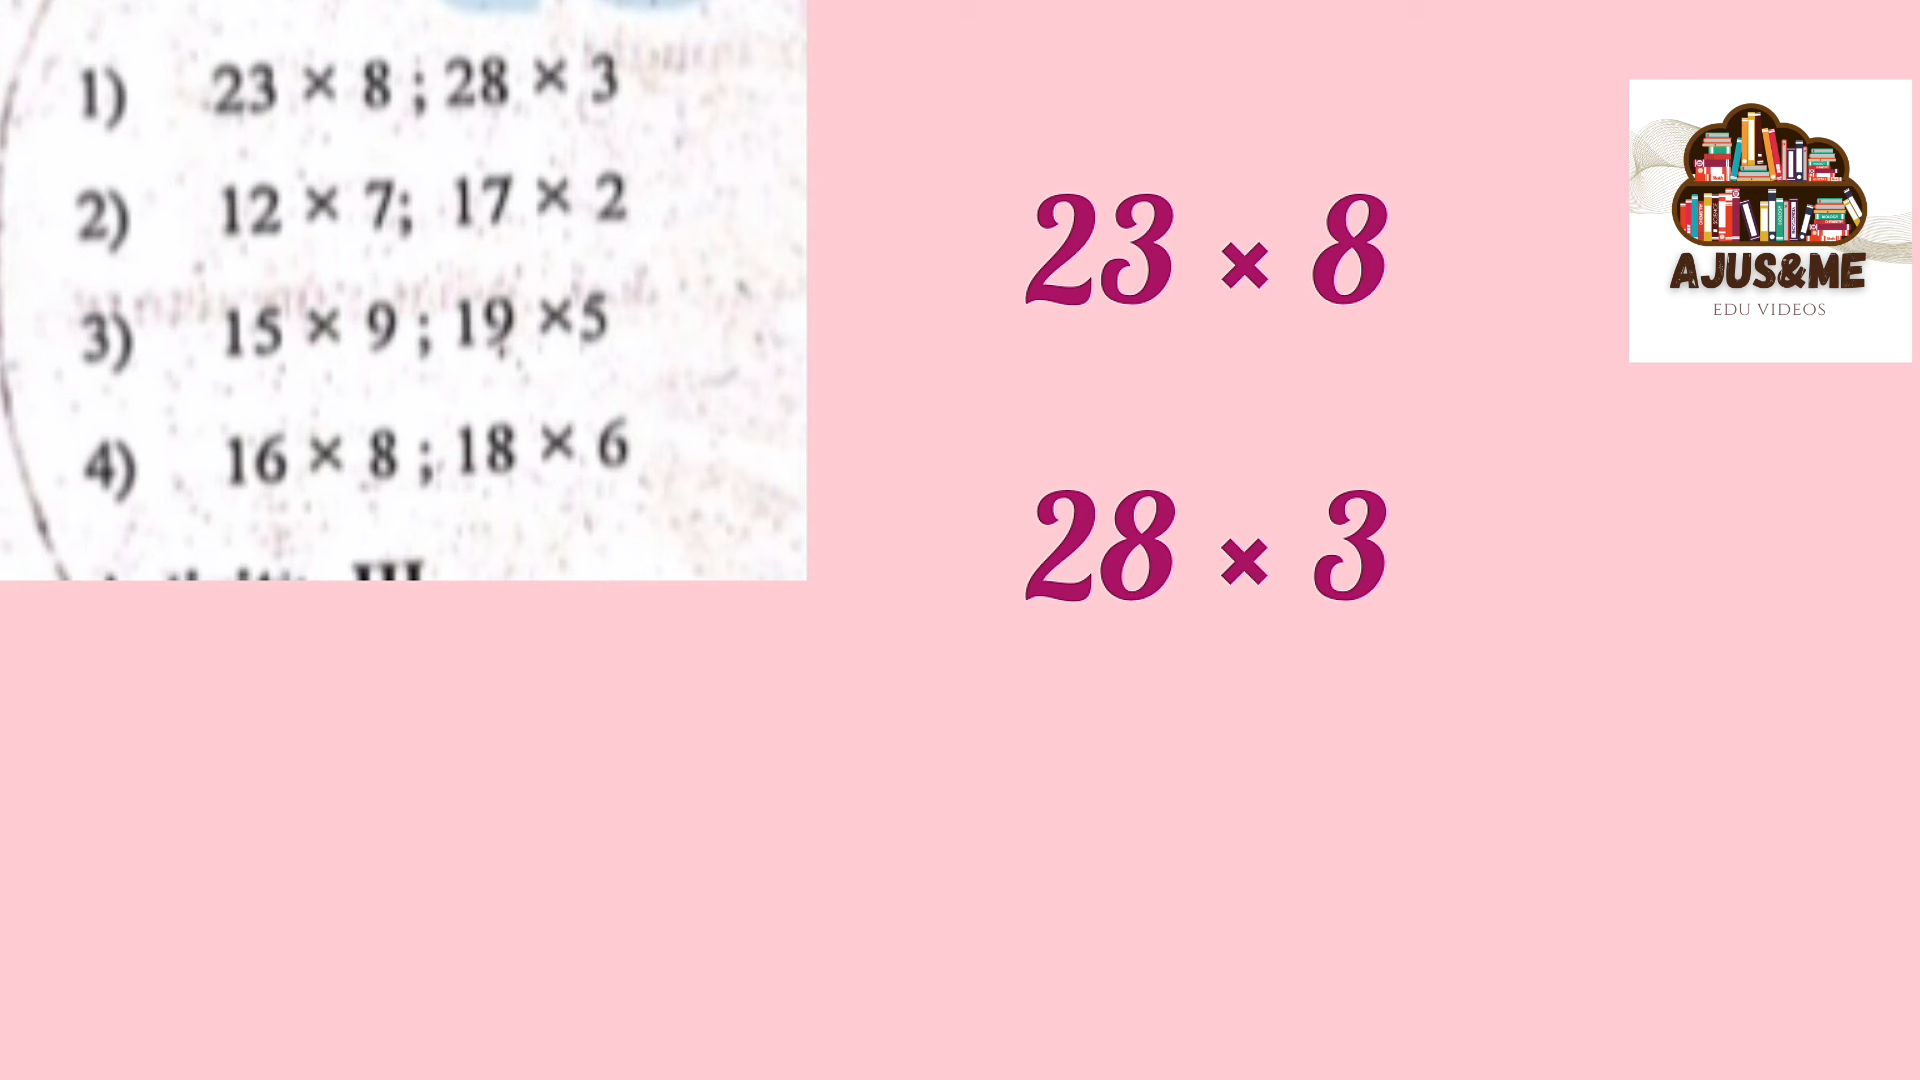 1) 23 × 8 ; 28 × 3
2) 12 × 7; 17 × 2
3) 15 × 9 ; 19 ×5
4) 16 × 8 ; 18 × 6
23 × 8
28 × 3
AJUS&ME
EDU VIDEOS